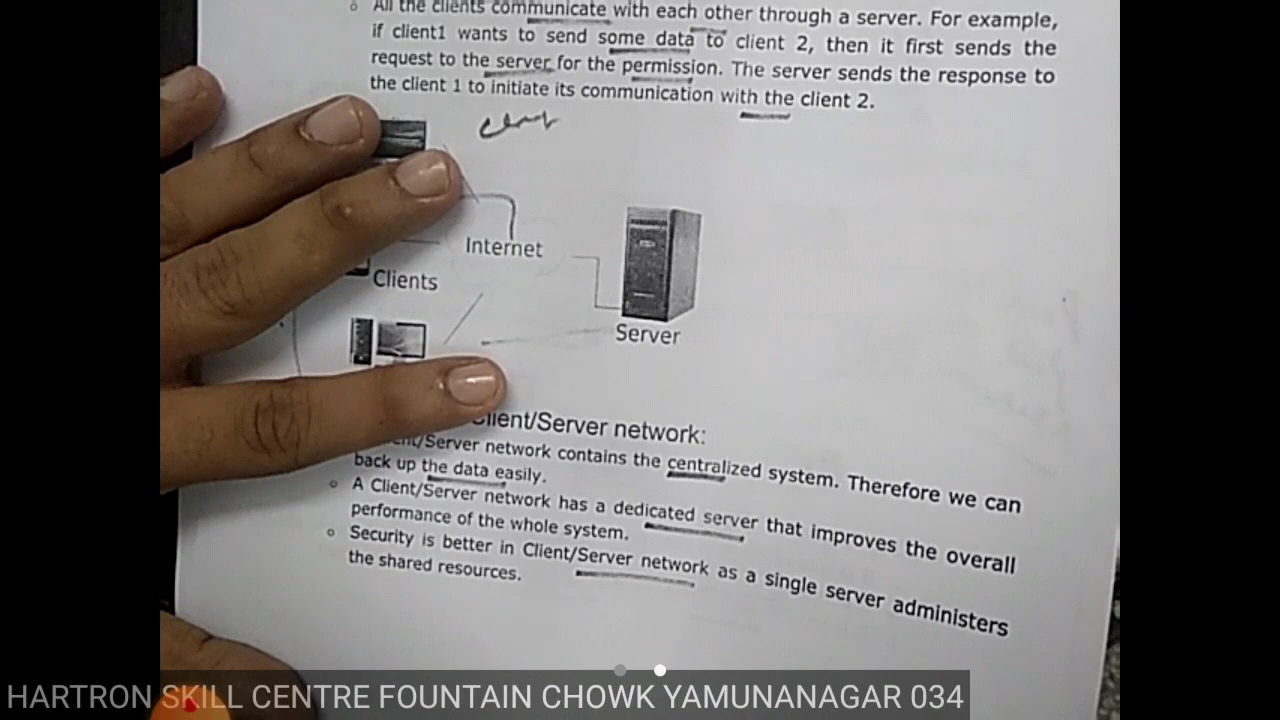 All the clients communicate with each other through a server. For example,
if client1 wants to send some data to client 2, then it first sends the
request to the server for the permission. The server sends the response to
the client 1 to initiate its communication with the client 2.
Internet
Clients
Server
Client/Server network:
/Server network contains the centralized system. Therefore we can
back up the data easily.
A Client/Server network has a dedicated server that improves the overall
performance of the whole system.
Security is better in Client/Server network as a single server administers
the shared resources.
HARTRON SKILL CENTRE FOUNTAIN CHOWK YAMUNANAGAR 034